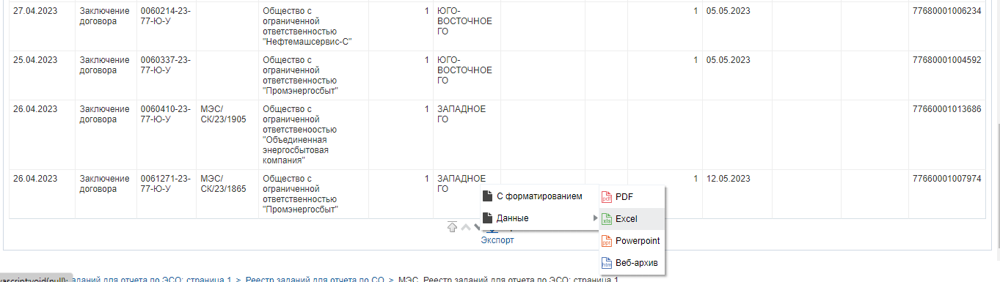 27.04.2023 Заключение 0060214-23- Общество с 1 ЮГО- 1 05.05.2023 77680001006234
договора 77-Ю-У ограниченной ВОСТОЧНОЕ
ответственностью ГО
"Нефтемашсервис-С"
25.04.2023 Заключение 0060337-23- Общество с 1 ЮГО- 1 05.05.2023 77680001004592
договора 77-Ю-У ограниченной ВОСТОЧНОЕ
ответственностью ГО
"Промэнергосбыт"
26.04.2023 Заключение 0060410-23- МЭС/ Общество с 1 ЗАПАДНОЕ 77660001013686
договора 77-Ю-У СК/23/1905 ограниченной ГО
ответственостью
"Объединенная
энергосбытовая
компания"
26.04.2023 Заключение 0061271-23- МЭС/ Общество с 1 ЗАПАДНОЕ 1 12.05.2023 77660001007974
договора 77-Ю-У СК/23/1865 ограниченной ГО
ответственностью
"Промэнергосбыт"
С форматированием
Данные
pdf PDF
xls Excel
ppt Powerpoint
htm Веб-архив
Экспорт
vascript:void(null); заданий для отчета по ЭСО: страница 1 > Реестр заданий для отчета по СО > МЭС. Реестр заданий для отчета по ЭСО: страница 1